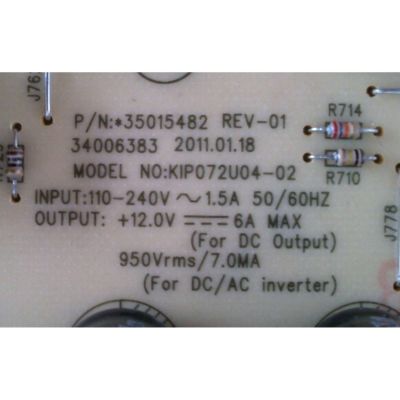 J76
P/N:*35015482 REV-01
R714
34006383 2011.01.18
MODEL NO:KIP072U04-02
R710
INPUT:110-240V ～ 1.5A 50/60HZ
OUTPUT: +12.0V ⎓ 6A MAX
(For DC Output)
J778
950Vrms/7.0MA
(For DC/AC inverter)